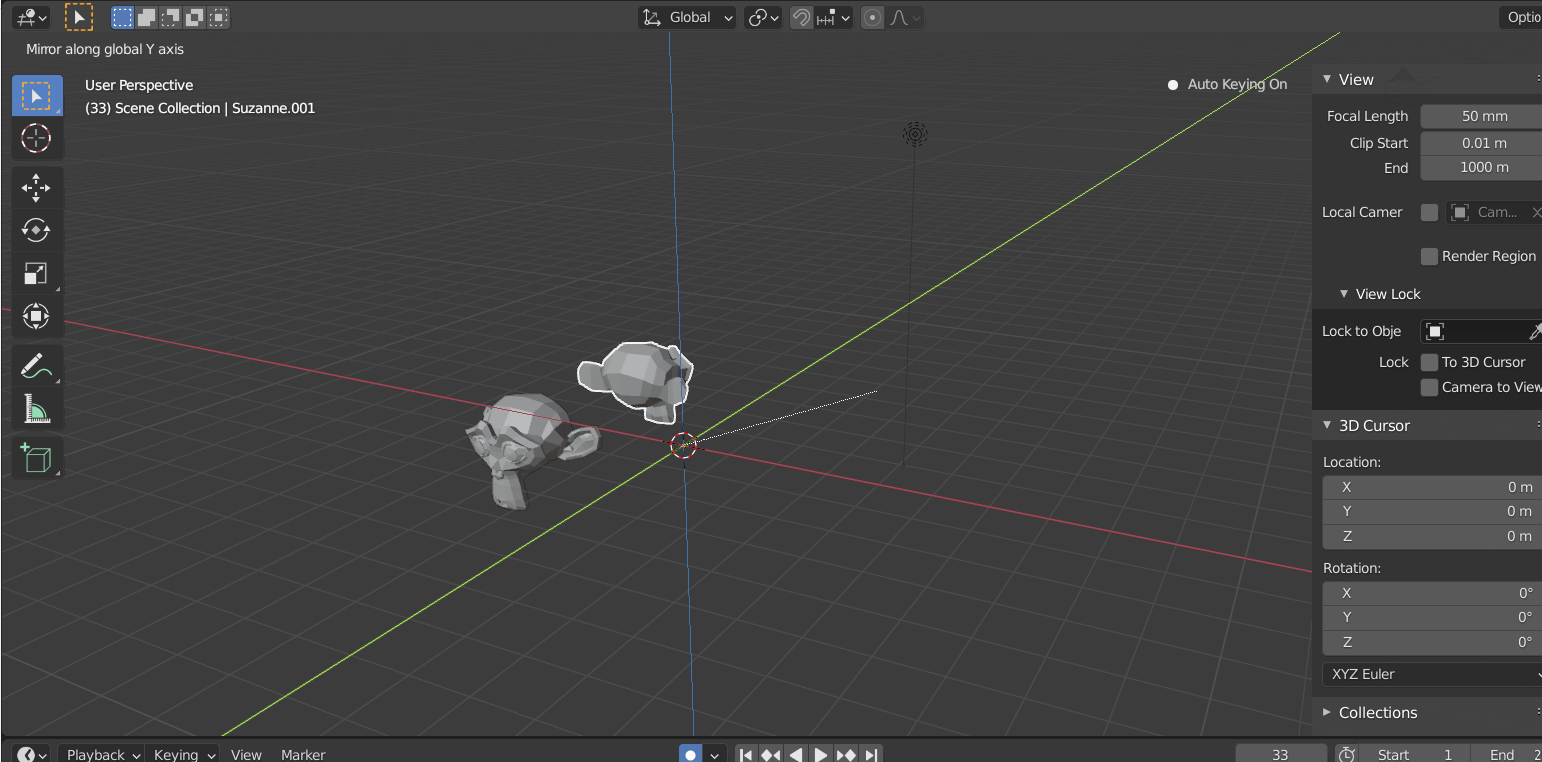 Global
Optio
Mirror along global Y axis
User Perspective
(33) Scene Collection | Suzanne.001
Auto Keying On
View
Focal Length 50 mm
Clip Start 0.01 m
End 1000 m
Local Camer Cam...
Render Region
View Lock
Lock to Obje
Lock To 3D Cursor
Camera to View
3D Cursor
Location:
X 0 m
Y 0 m
Z 0 m
Rotation:
X 0°
Y 0°
Z 0°
XYZ Euler
Collections
Playback Keying View Marker 33 Start 1 End 2